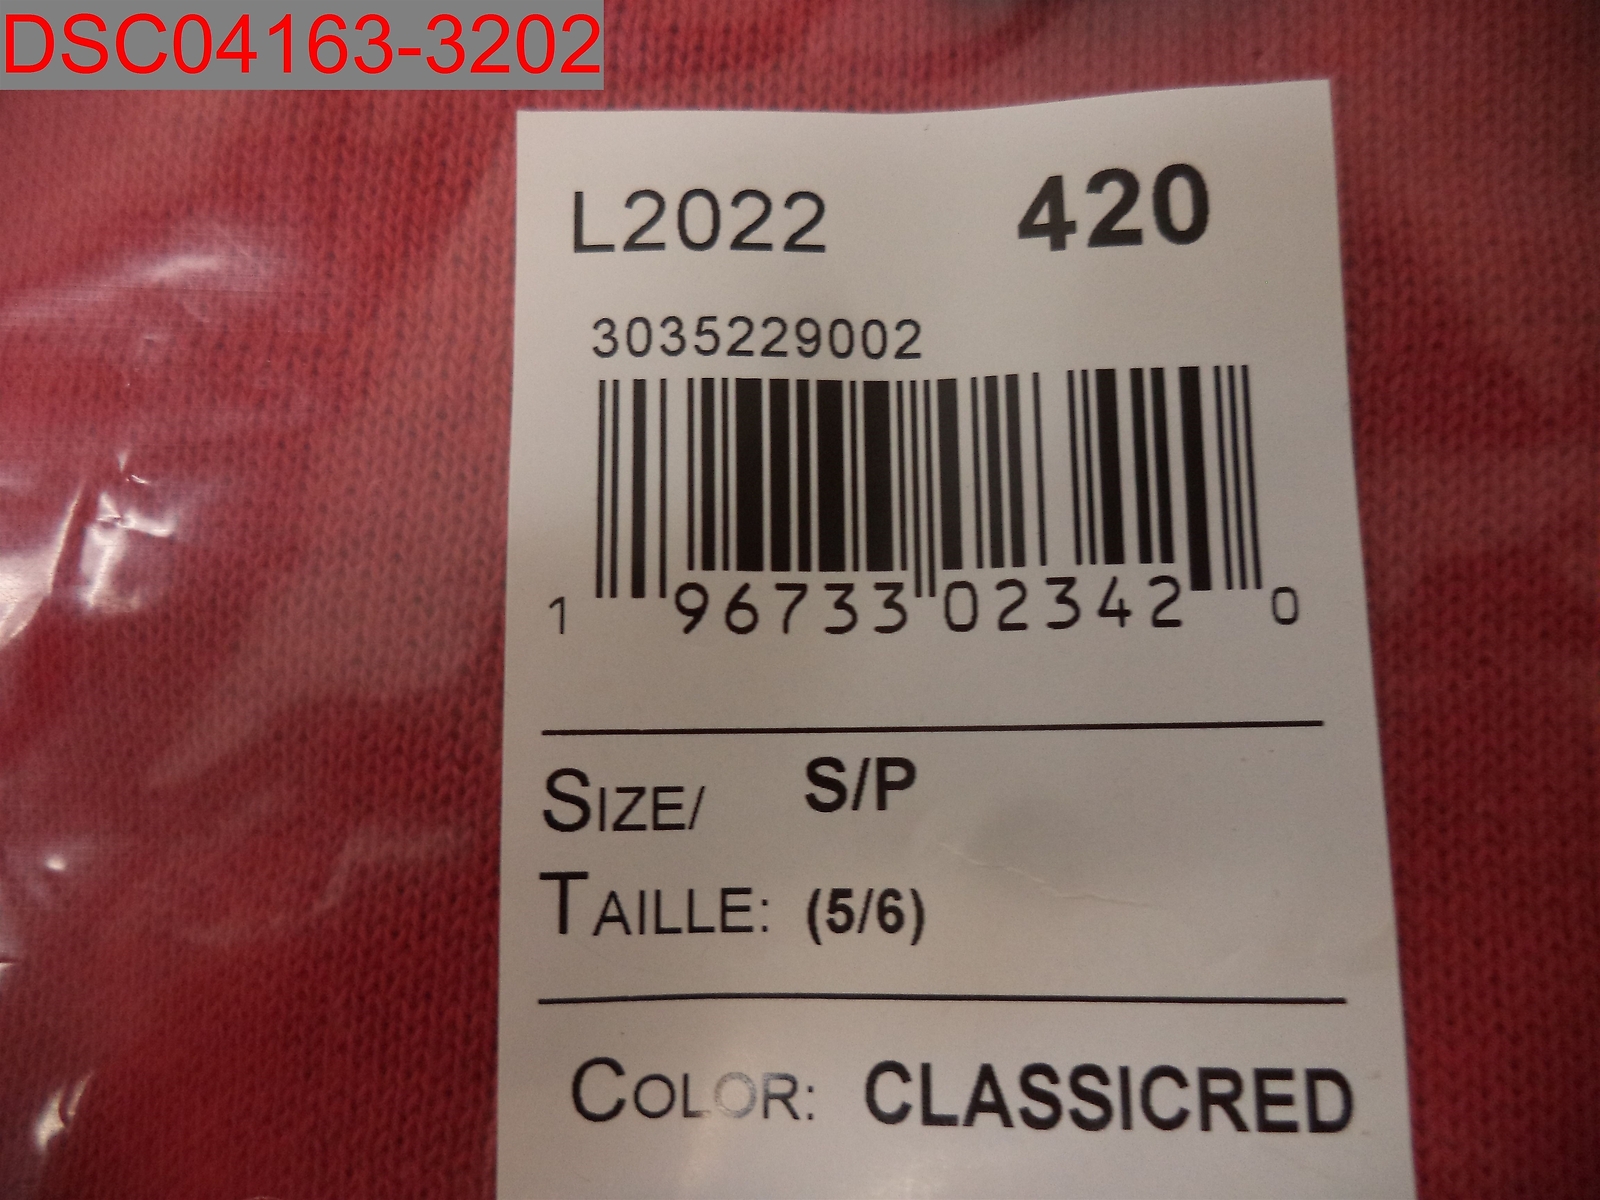 DSC04163-3202
L2022 420
3035229002
1 96733 02342 0
SIZE/ S/P
TAILLE: (5/6)
COLOR: CLASSICRED